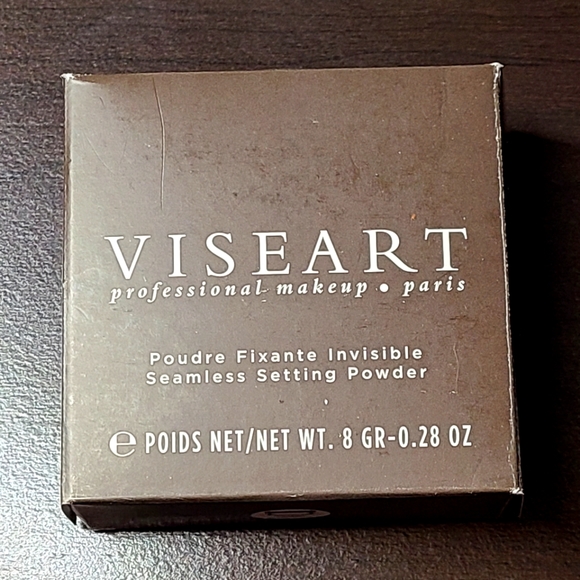 VISEART
professional makeup • paris
Poudre Fixante Invisible
Seamless Setting Powder
℮ POIDS NET/NET WT. 8 GR-0.28 OZ